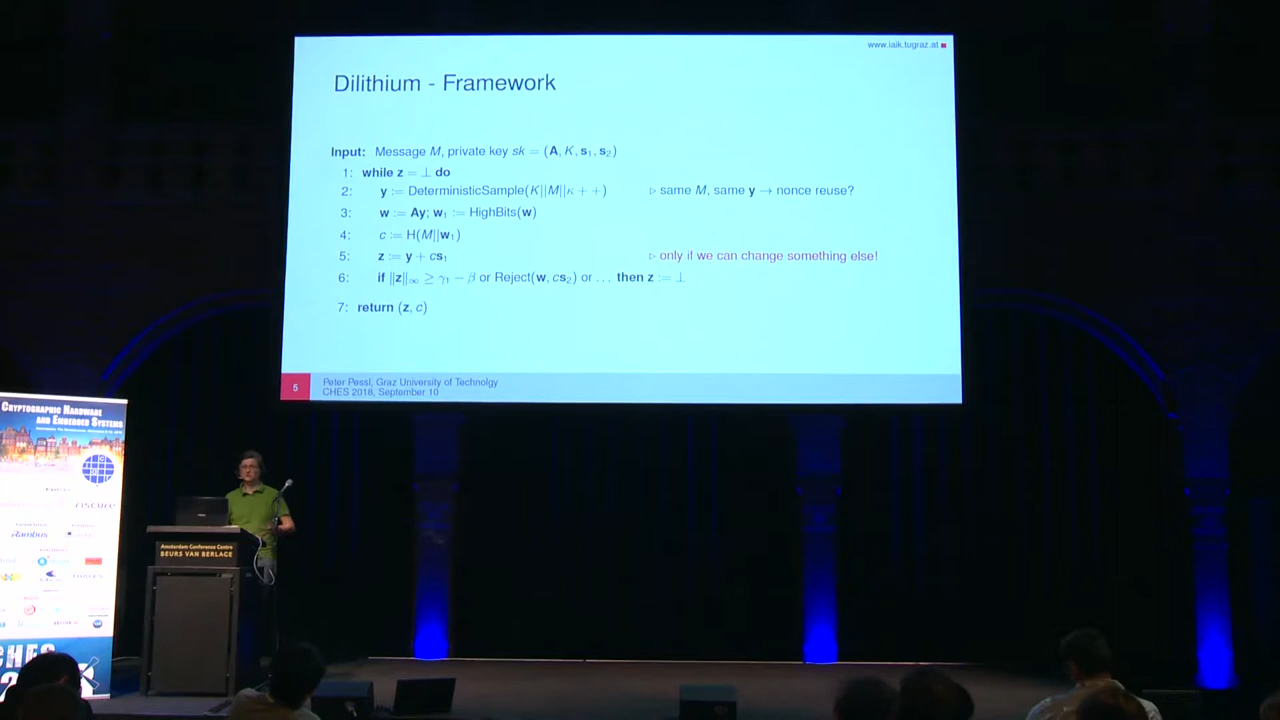 www.iaik.tugraz.at
Dilithium - Framework
Input: Message M, private key sk = (A, K, s₁, s₂)
1: while z = ⊥ do
2: y := DeterministicSample(K||M||κ + +) ▷ same M, same y → nonce reuse?
3: w := Ay; w₁ := HighBits(w)
4: c := H(M||w₁)
5: z := y + cs₁ ▷ only if we can change something else!
6: if ||z||∞ ≥ γ₁ − β or Reject(w, cs₂) or … then z := ⊥
7: return (z, c)
5
Peter Pessl, Graz University of Technolgy
CHES 2018, September 10
Cryptographic Hardware
and Embedded Systems
riscure
Rambus
Amsterdam Conference Centre
BEURS VAN BERLAGE
CHES